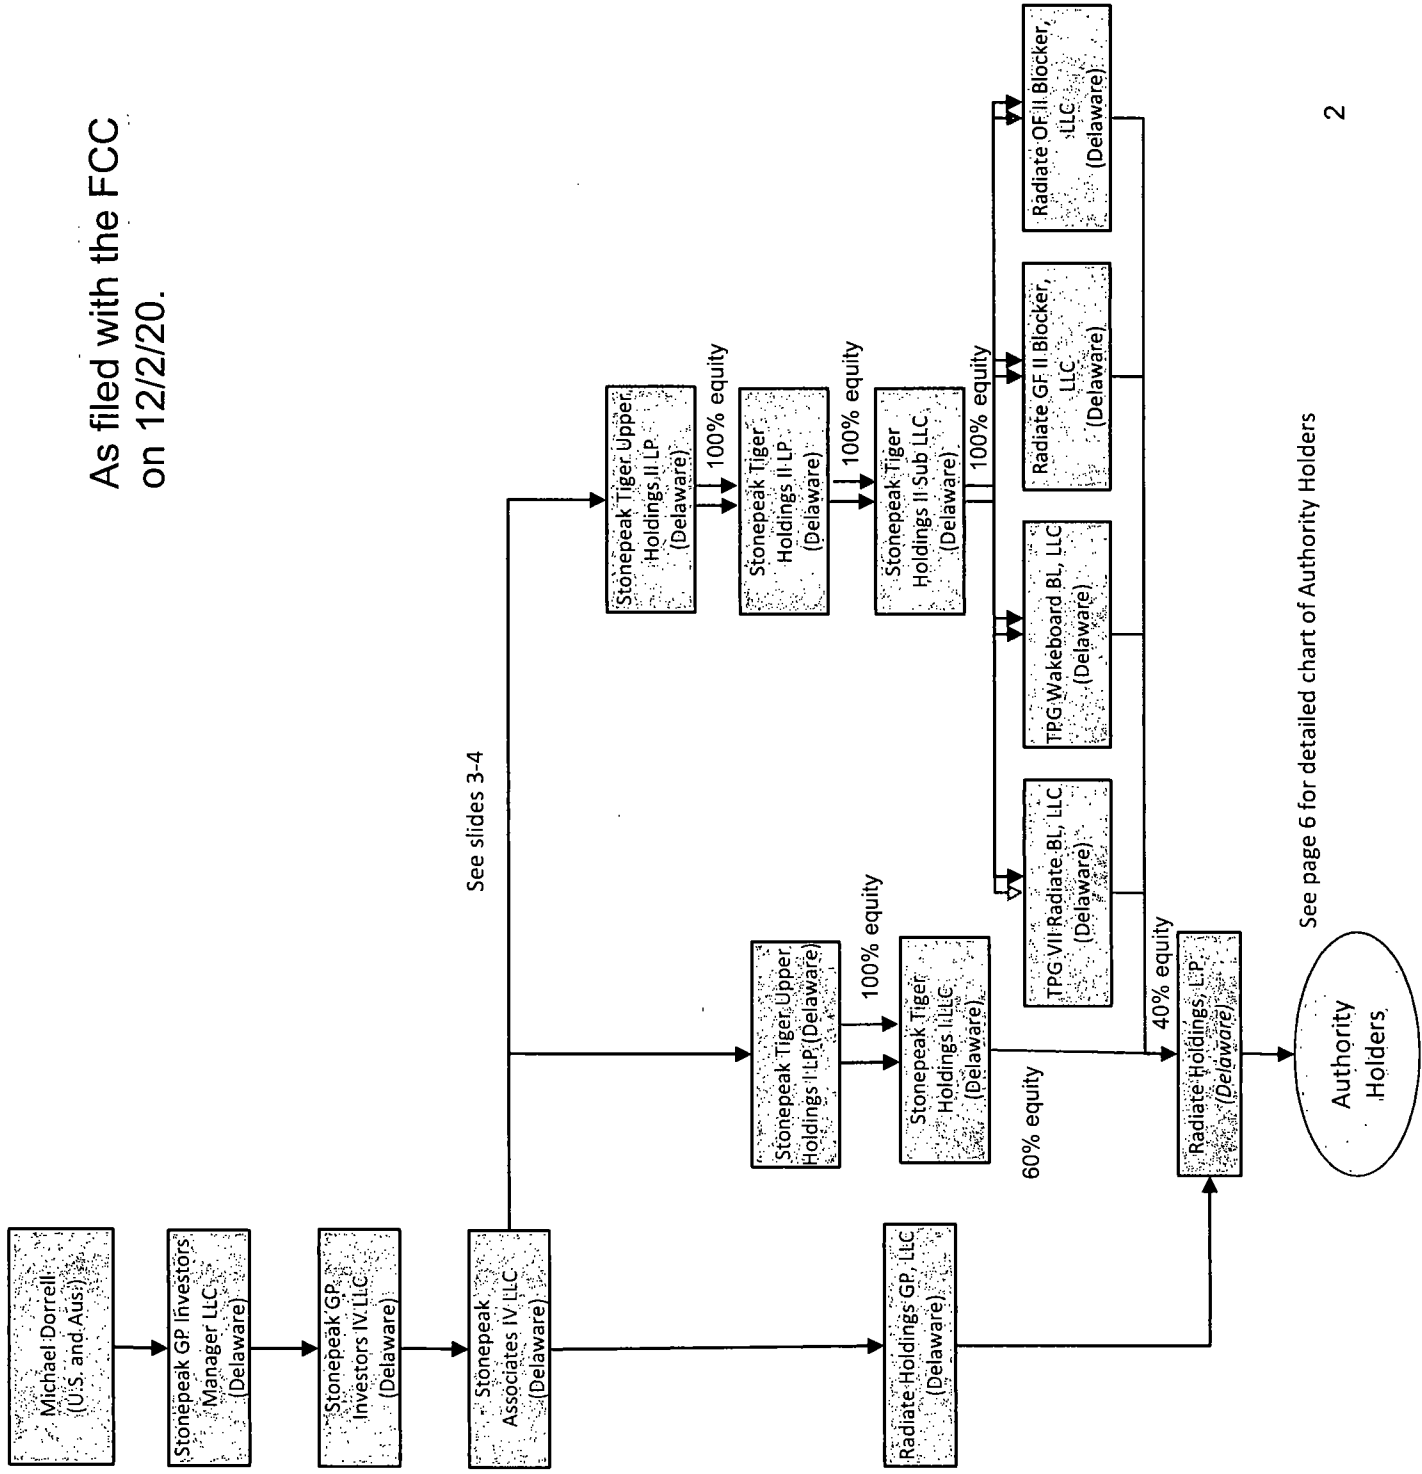 As filed with the FCC
on 12/2/20.
Michael Dorrell
(U.S. and Aus.)
Stonepeak GP Investors
Manager LLC
(Delaware)
Stonepeak GP
Investors IV LLC
(Delaware)
Stonepeak
Associates IV LLC
(Delaware)
See slides 3-4
Stonepeak Tiger Upper
Holdings II LP
(Delaware)
100% equity
Stonepeak Tiger
Holdings II LP
(Delaware)
100% equity
Stonepeak Tiger
Holdings II Sub LLC
(Delaware)
100% equity
Stonepeak Tiger Upper
Holdings I LP (Delaware)
100% equity
Stonepeak Tiger
Holdings I LLC
(Delaware)
60% equity
Radiate Holdings GP, LLC
(Delaware)
TPG VII Radiate BL, LLC
(Delaware)
TPG Wakeboard BL, LLC
(Delaware)
Radiate GF II Blocker,
LLC
(Delaware)
Radiate OF II Blocker,
LLC
(Delaware)
40% equity
Radiate Holdings, L.P.
(Delaware)
Authority
Holders
See page 6 for detailed chart of Authority Holders
2